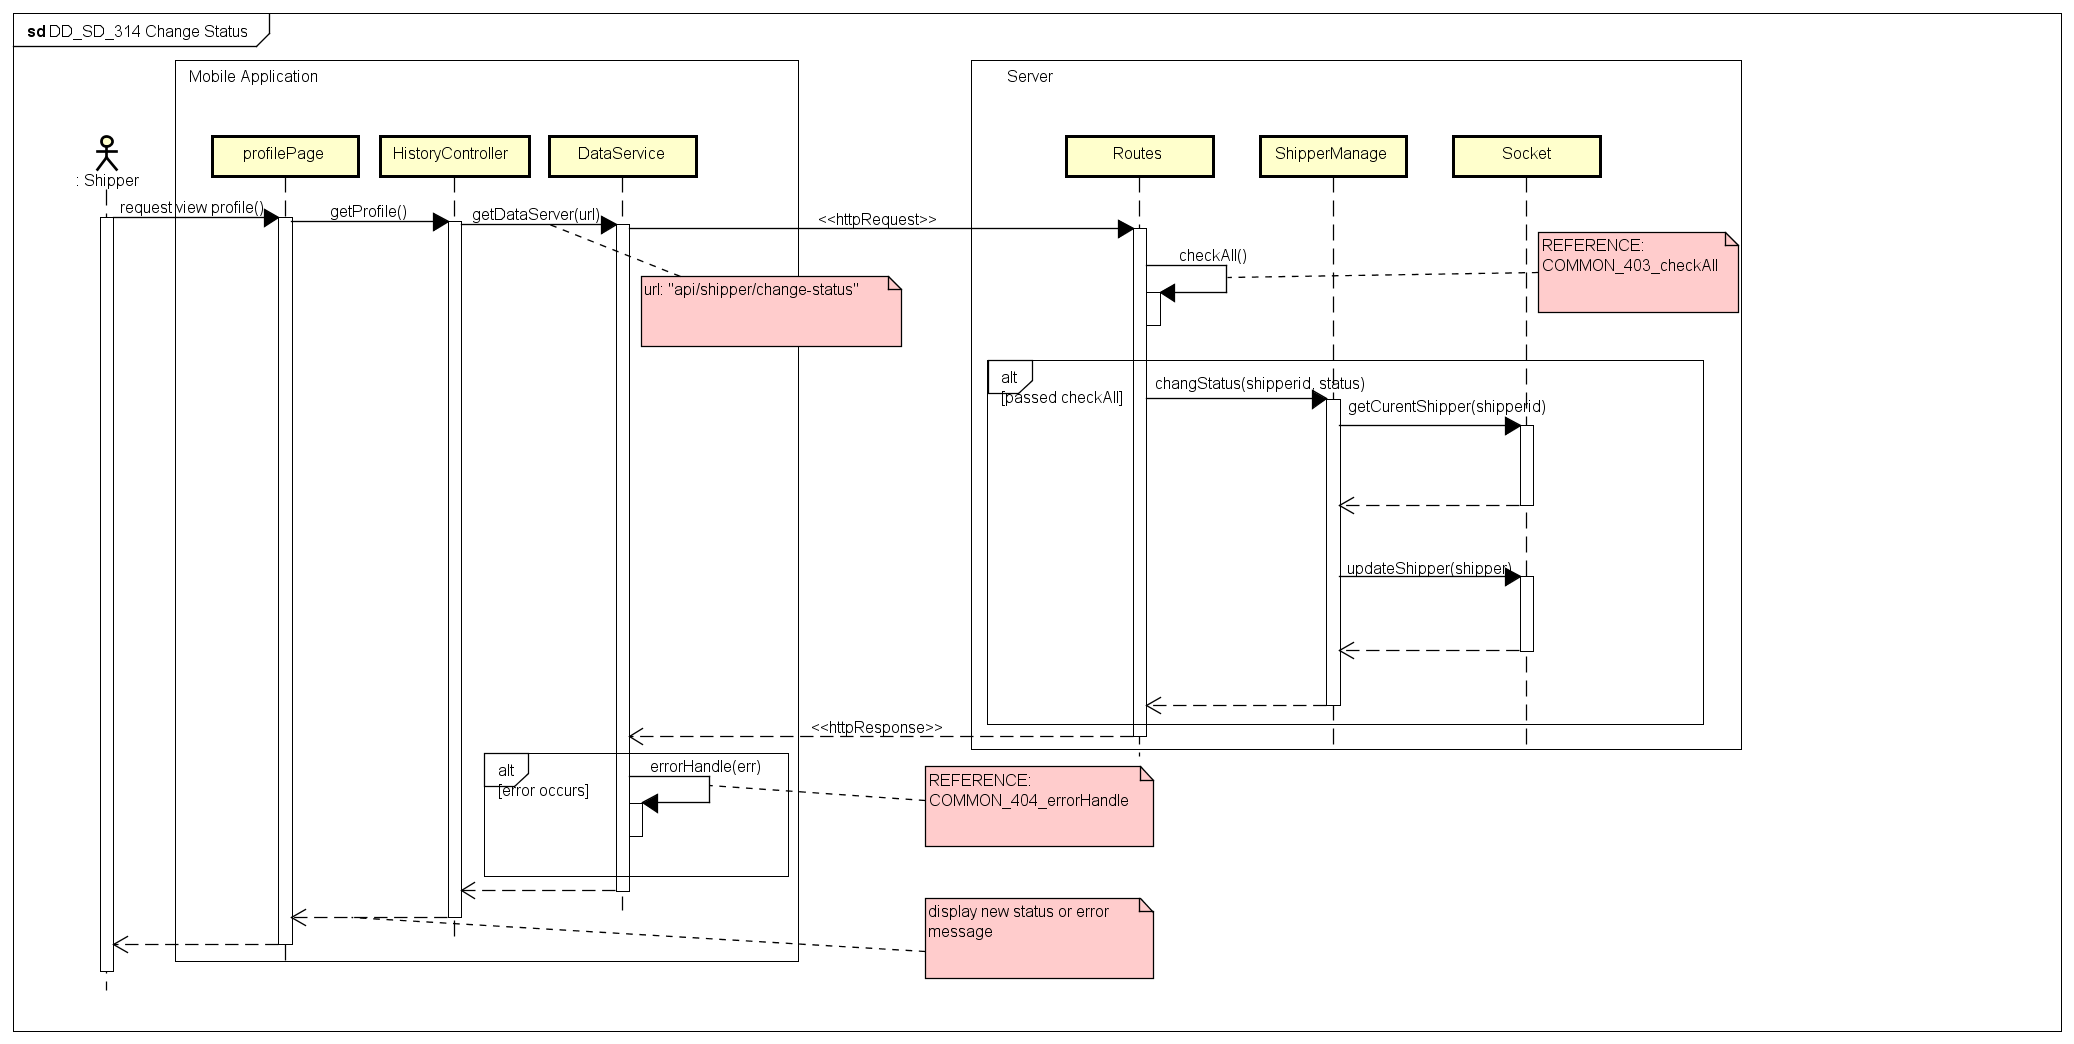 sd DD_SD_314 Change Status
Mobile Application
Server
: Shipper
profilePage
HistoryController
DataService
Routes
ShipperManage
Socket
request view profile()
getProfile()
getDataServer(url)
<<httpRequest>>
url: "api/shipper/change-status"
checkAll()
REFERENCE:
COMMON_403_checkAll
alt
[passed checkAll]
changStatus(shipperid, status)
getCurentShipper(shipperid)
updateShipper(shipper)
<<httpResponse>>
alt
[error occurs]
errorHandle(err)
REFERENCE:
COMMON_404_errorHandle
display new status or error
message